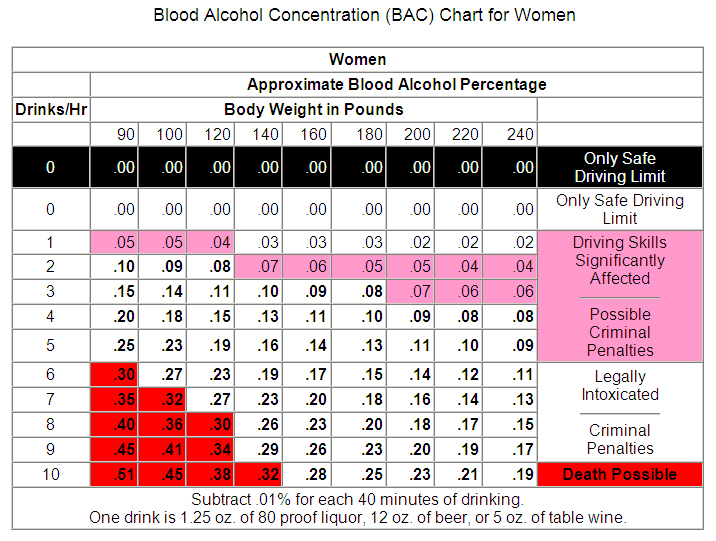 Blood Alcohol Concentration (BAC) Chart for Women
Women
Approximate Blood Alcohol Percentage
Drinks/Hr Body Weight in Pounds
90 100 120 140 160 180 200 220 240
0 .00 .00 .00 .00 .00 .00 .00 .00 .00 Only Safe
Driving Limit
0 .00 .00 .00 .00 .00 .00 .00 .00 .00 Only Safe Driving
Limit
1 .05 .05 .04 .03 .03 .03 .02 .02 .02 Driving Skills
Significantly
Affected
2 .10 .09 .08 .07 .06 .05 .05 .04 .04
3 .15 .14 .11 .10 .09 .08 .07 .06 .06
4 .20 .18 .15 .13 .11 .10 .09 .08 .08 Possible
Criminal
Penalties
5 .25 .23 .19 .16 .14 .13 .11 .10 .09
6 .30 .27 .23 .19 .17 .15 .14 .12 .11 Legally
Intoxicated
7 .35 .32 .27 .23 .20 .18 .16 .14 .13
8 .40 .36 .30 .26 .23 .20 .18 .17 .15 Criminal
Penalties
9 .45 .41 .34 .29 .26 .23 .20 .19 .17
10 .51 .45 .38 .32 .28 .25 .23 .21 .19 Death Possible
Subtract .01% for each 40 minutes of drinking.
One drink is 1.25 oz. of 80 proof liquor, 12 oz. of beer, or 5 oz. of table wine.